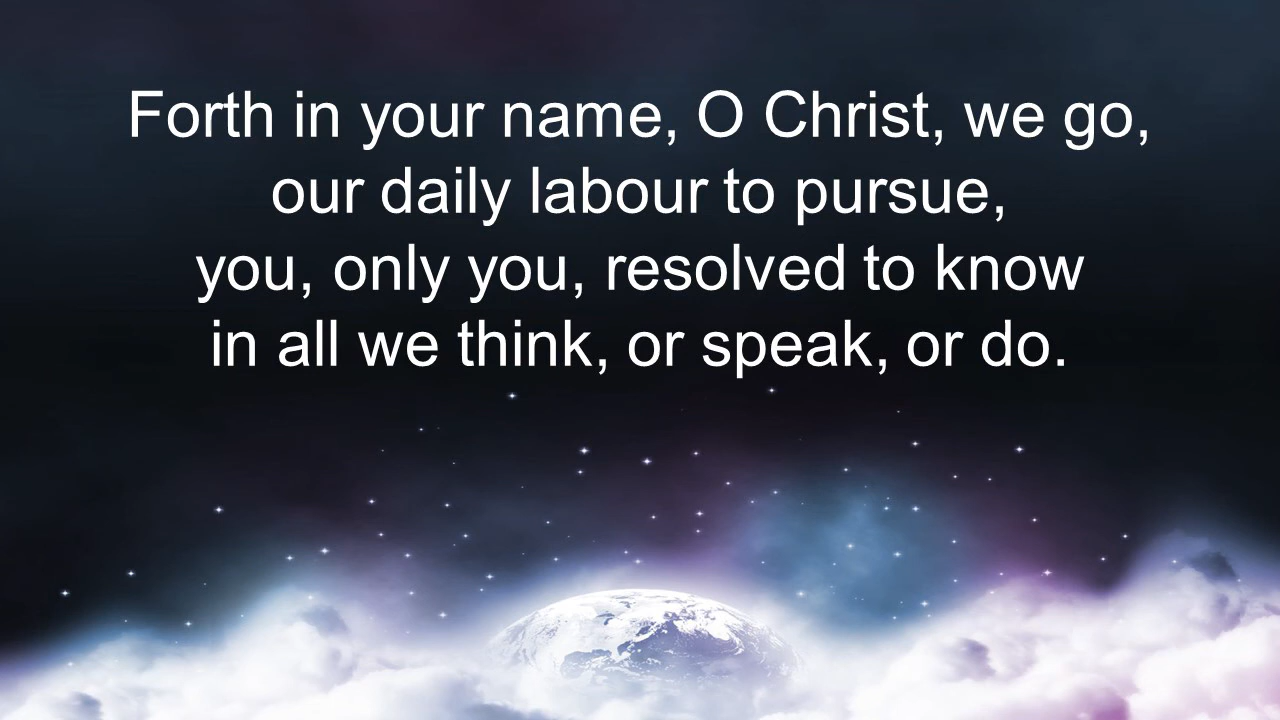 Forth in your name, O Christ, we go,
our daily labour to pursue,
you, only you, resolved to know
in all we think, or speak, or do.